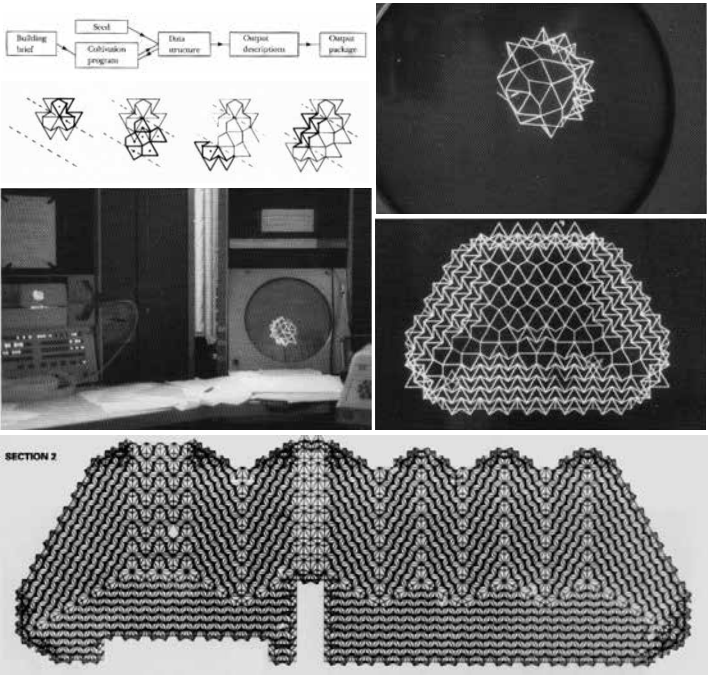 Seed
Building
brief
Cultivation
program
Data
structure
Output
descriptions
Output
package
SECTION 2